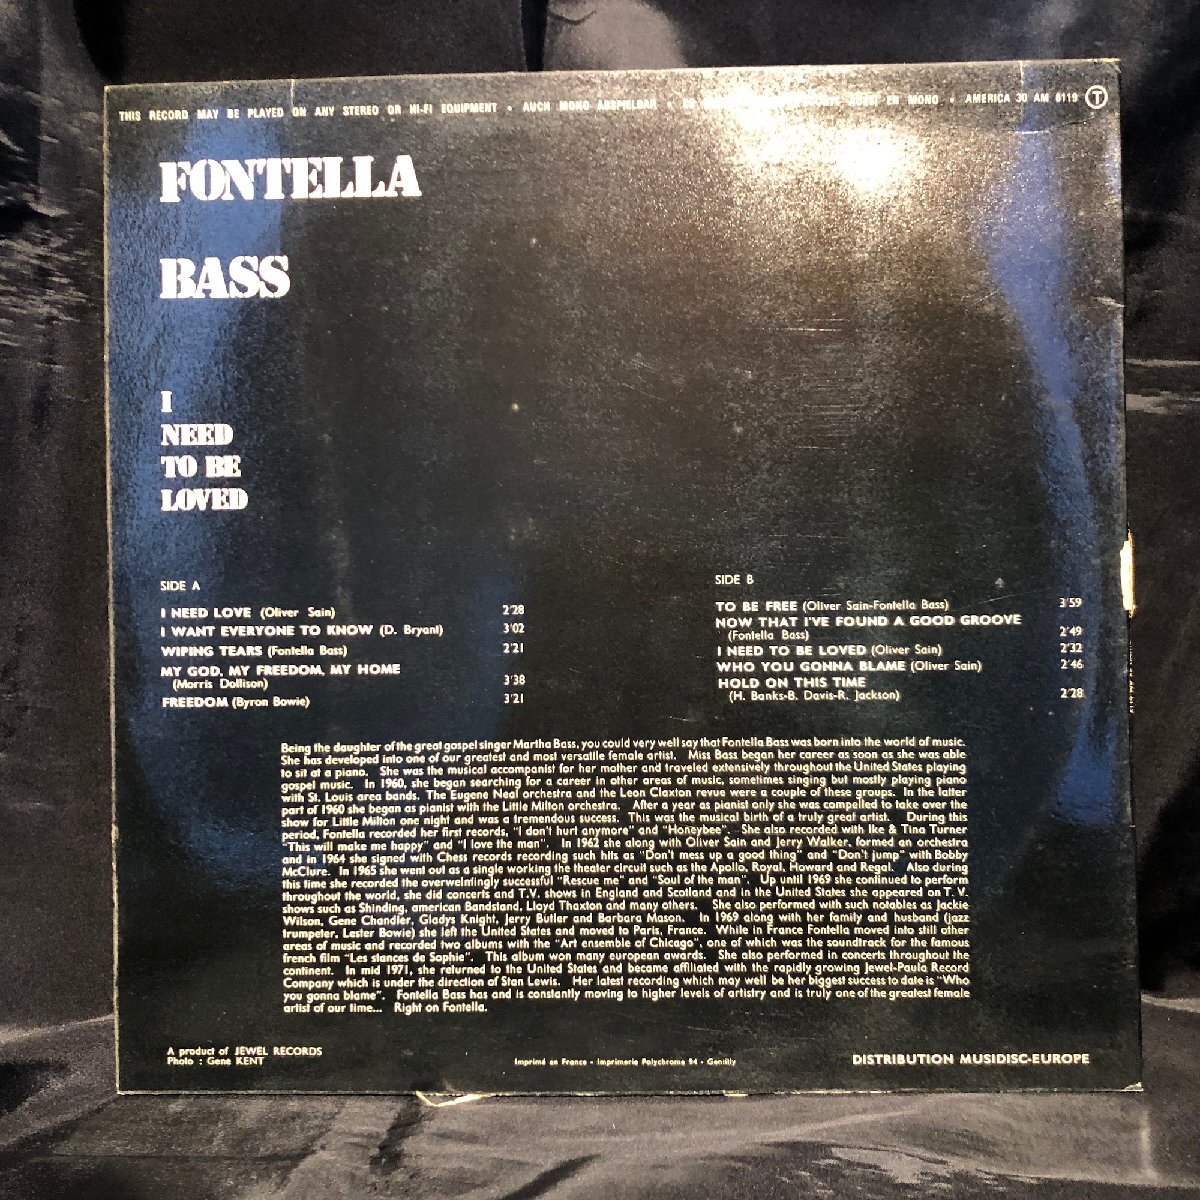 THIS RECORD MAY BE PLAYED ON ANY STEREO OR HI-FI EQUIPMENT • AUCH MONO ABSPIELBAR • EN MONO • AMERICA 30 AM 6119 T
FONTELLA
BASS
I
NEED
TO BE
LOVED
SIDE A
I NEED LOVE (Oliver Sain) 2'28
I WANT EVERYONE TO KNOW (D. Bryant) 3'02
WIPING TEARS (Fontella Bass) 2'21
MY GOD, MY FREEDOM, MY HOME
(Morris Dollison) 3'38
FREEDOM (Byron Bowie) 3'21
SIDE B
TO BE FREE (Oliver Sain-Fontella Bass) 3'59
NOW THAT I'VE FOUND A GOOD GROOVE
(Fontella Bass) 2'49
I NEED TO BE LOVED (Oliver Sain) 2'32
WHO YOU GONNA BLAME (Oliver Sain) 2'46
HOLD ON THIS TIME
(H. Banks-B. Davis-R. Jackson) 2'28
Being the daughter of the great gospel singer Martha Bass, you could very well say that Fontella Bass was born into the world of music.
She has developed into one of our greatest and most versatile female artist. Miss Bass began her career as soon as she was able
to sit at a piano. She was the musical accompanist for her mother and traveled extensively throughout the United States playing
gospel music. In 1960, she began searching for a career in other areas of music, sometimes singing but mostly playing piano
with St. Louis area bands. The Eugene Neal orchestra and the Leon Claxton revue were a couple of these groups. In the latter
part of 1960 she began as pianist with the Little Milton orchestra. After a year as pianist only she was compelled to take over the
show for Little Milton one night and was a tremendous success. This was the musical birth of a truly great artist. During this
period, Fontella recorded her first records, "I don't hurt anymore" and "Honeybee". She also recorded with Ike & Tina Turner
"This will make me happy" and "I love the man". In 1962 she along with Oliver Sain and Jerry Walker, formed an orchestra
and in 1964 she signed with Chess records recording such hits as "Don't mess up a good thing" and "Don't jump" with Bobby
McClure. In 1965 she went out as a single working the theater circuit such as the Apollo, Royal, Howard and Regal. Also during
this time she recorded the overwelmingly successful "Rescue me" and "Soul of the man". Up until 1969 she continued to perform
throughout the world, she did concerts and T.V. shows in England and Scotland and in the United States she appeared on T.V.
shows such as Shinding, american Bandstand, Lloyd Thaxton and many others. She also performed with such notables as Jackie
Wilson, Gene Chandler, Gladys Knight, Jerry Butler and Barbara Mason. In 1969 along with her family and husband (jazz
trumpeter, Lester Bowie) she left the United States and moved to Paris, France. While in France Fontella moved into still other
areas of music and recorded two albums with the "Art ensemble of Chicago", one of which was the soundtrack for the famous
french film "Les stances de Sophie". This album won many european awards. She also performed in concerts throughout the
continent. In mid 1971, she returned to the United States and became affiliated with the rapidly growing Jewel-Paula Record
Company which is under the direction of Stan Lewis. Her latest recording which may well be her biggest success to date is "Who
you gonna blame". Fontella Bass has and is constantly moving to higher levels of artistry and is truly one of the greatest female
artist of our time... Right on Fontella.
A product of JEWEL RECORDS
Photo : Gene KENT
Imprimé en France - Imprimerie Polychrome 94 - Gentilly
DISTRIBUTION MUSIDISC-EUROPE